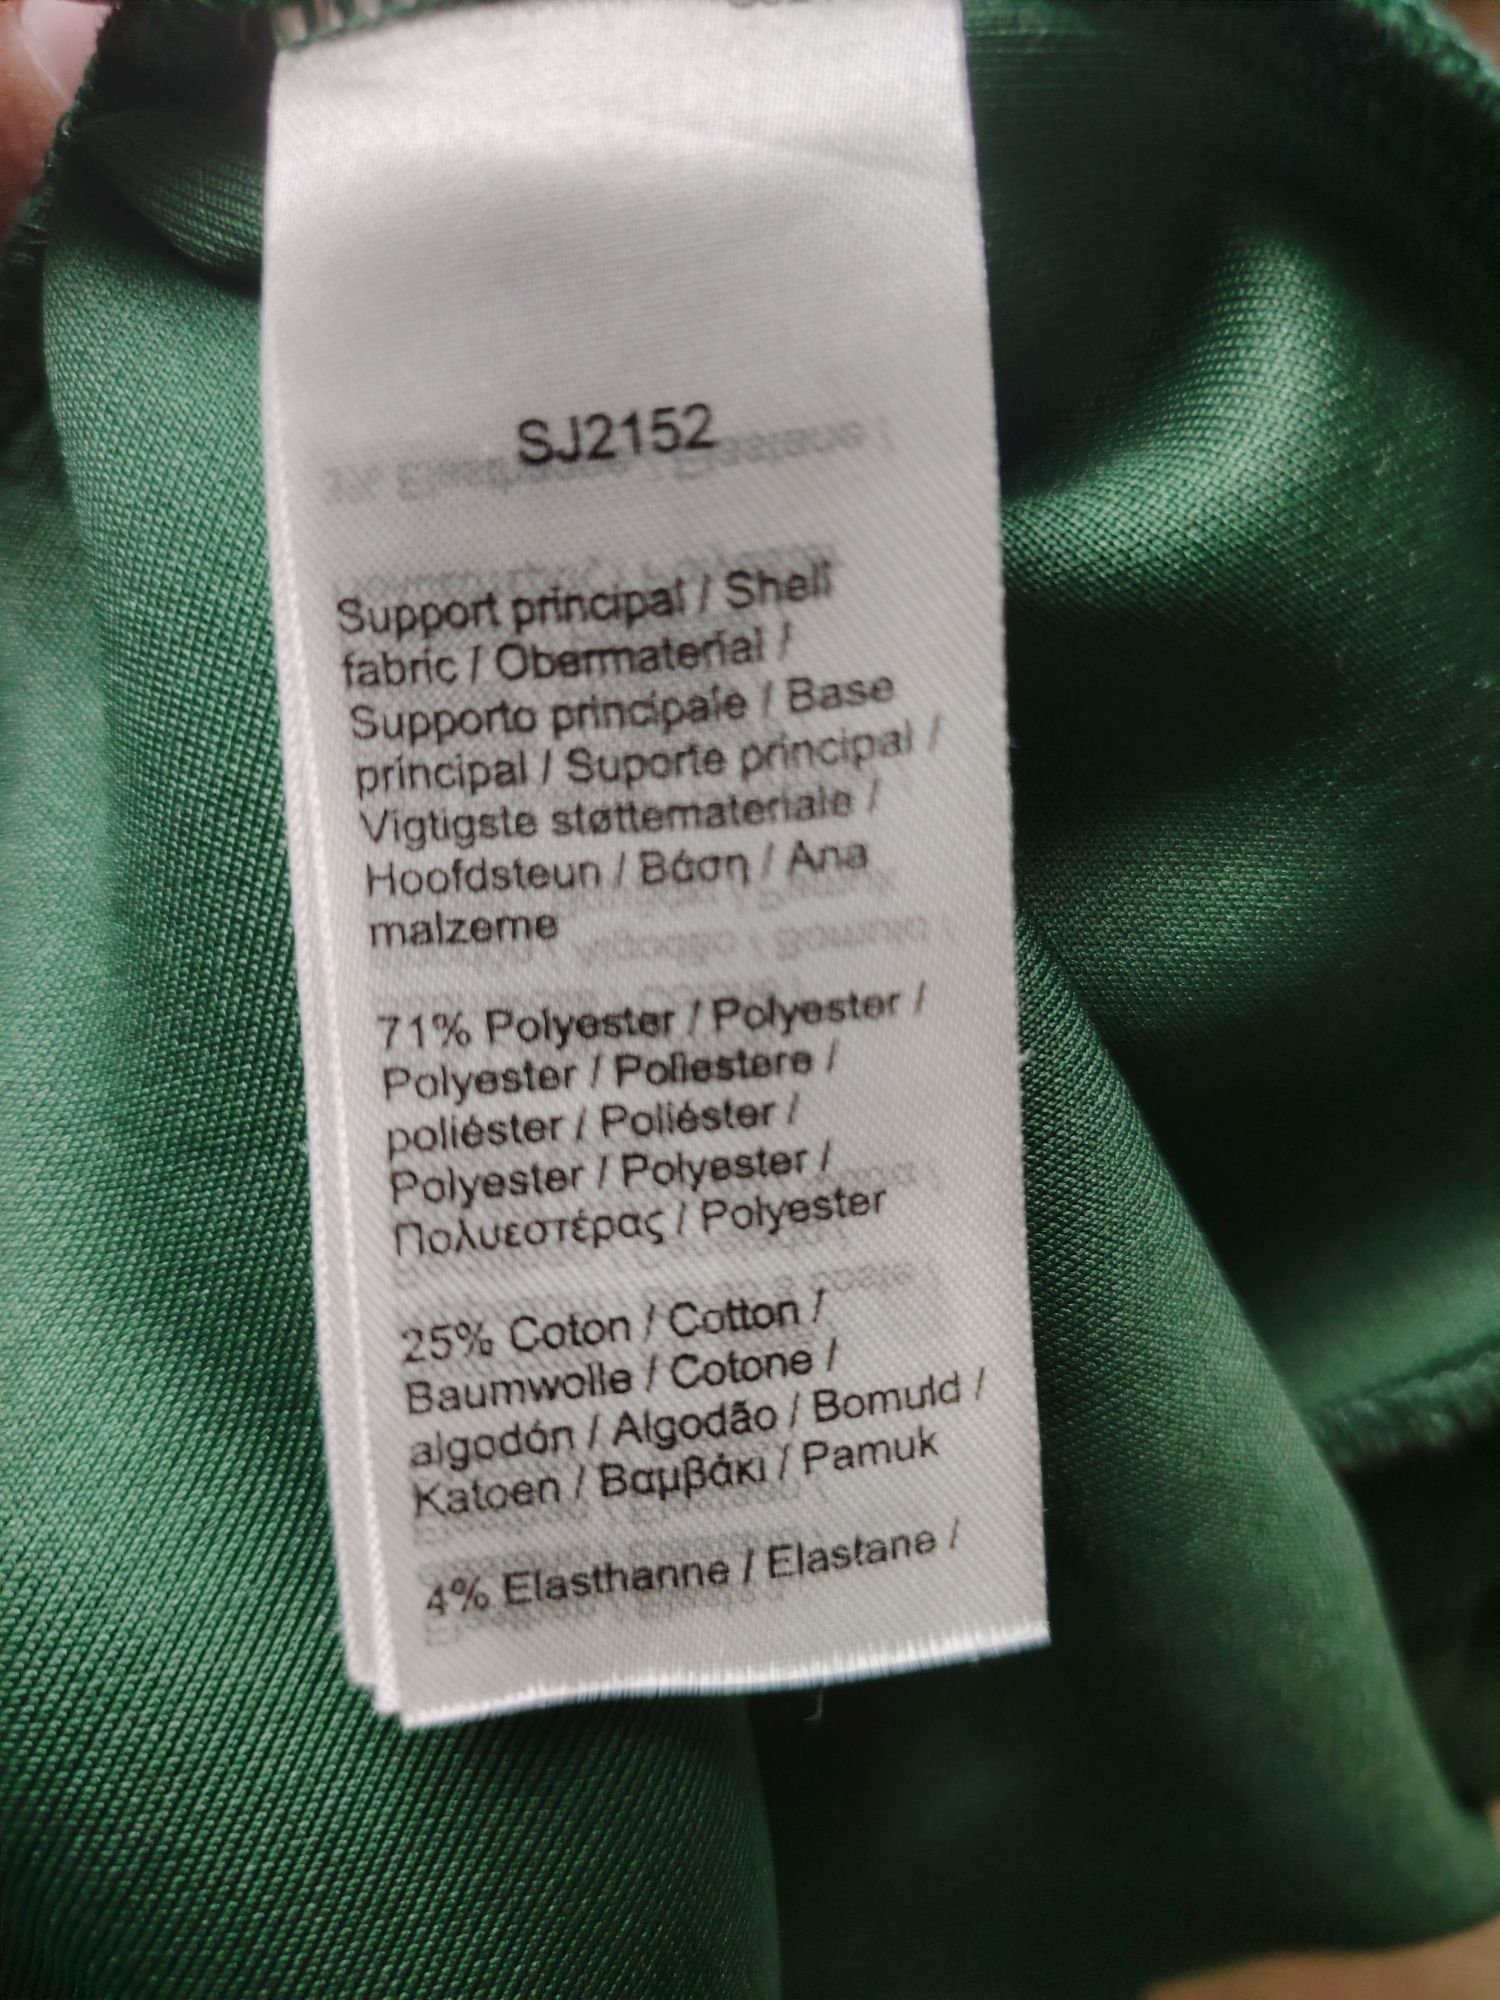 SJ2152
Support principal / Shell
fabric / Obermaterial /
Supporto principale / Base
principal / Suporte principal /
Vigtigste støttemateriale /
Hoofdsteun / Βάση / Ana
malzeme
71% Polyester / Polyester /
Polyester / Poliestere /
poliéster / Poliéster /
Polyester / Polyester /
Πολυεστέρας / Polyester
25% Coton / Cotton /
Baumwolle / Cotone /
algodón / Algodão / Bomuld /
Katoen / Βαμβάκι / Pamuk
4% Elasthanne / Elastane /